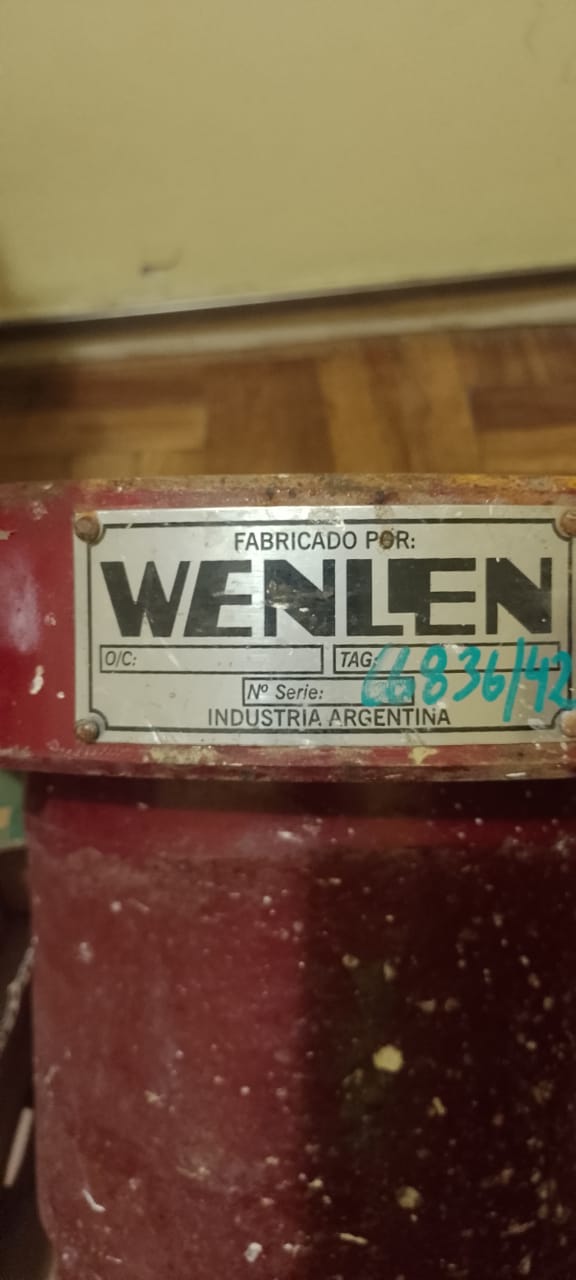 FABRICADO POR:
WENLEN
O/C: TAG:
66836/42
Nº Serie:
INDUSTRIA ARGENTINA